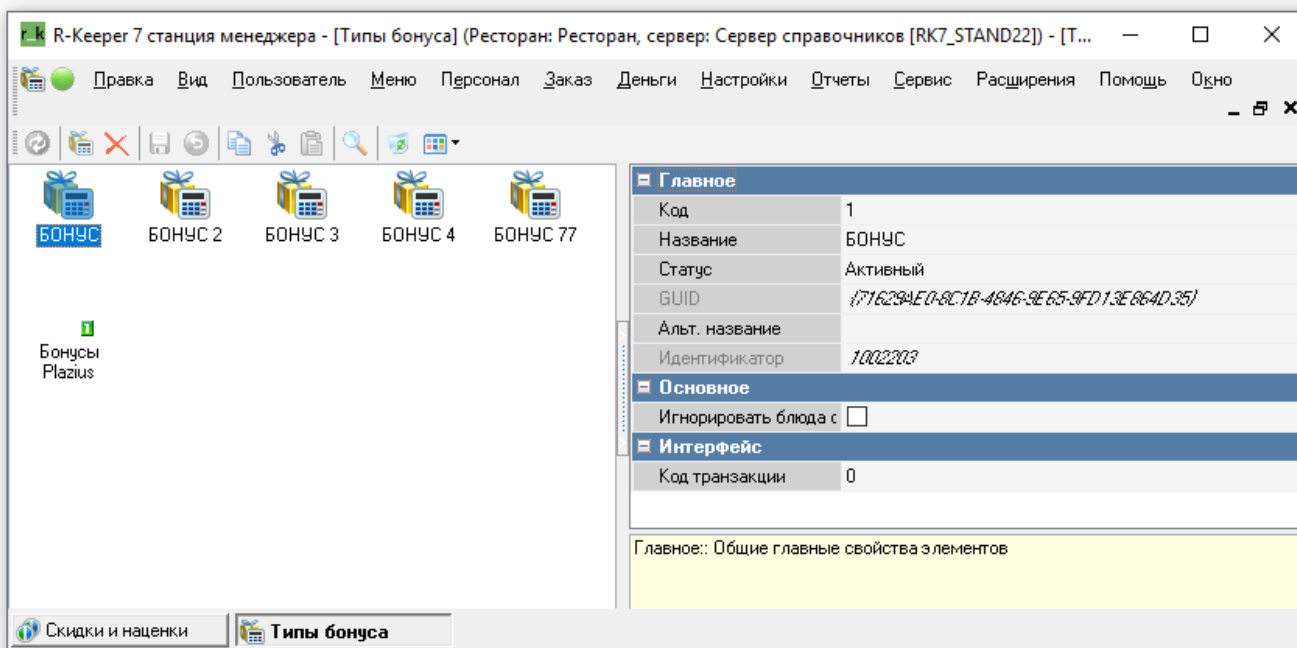 r_k R-Keeper 7 станция менеджера - [Типы бонуса] (Ресторан: Ресторан, сервер: Сервер справочников [RK7_STAND22]) - [Т...
Правка Вид Пользователь Меню Персонал Заказ Деньги Настройки Отчеты Сервис Расширения Помощь Окно
БОНУС БОНУС 2 БОНУС 3 БОНУС 4 БОНУС 77
1
Бонусы
Plazius
Главное
Код 1
Название БОНУС
Статус Активный
GUID {71629AE0-8C1B-4846-9E65-9FD13E864D35}
Альт. название
Идентификатор 1002203
Основное
Игнорировать блюда с
Интерфейс
Код транзакции 0
Главное:: Общие главные свойства элементов
Скидки и наценки Типы бонуса